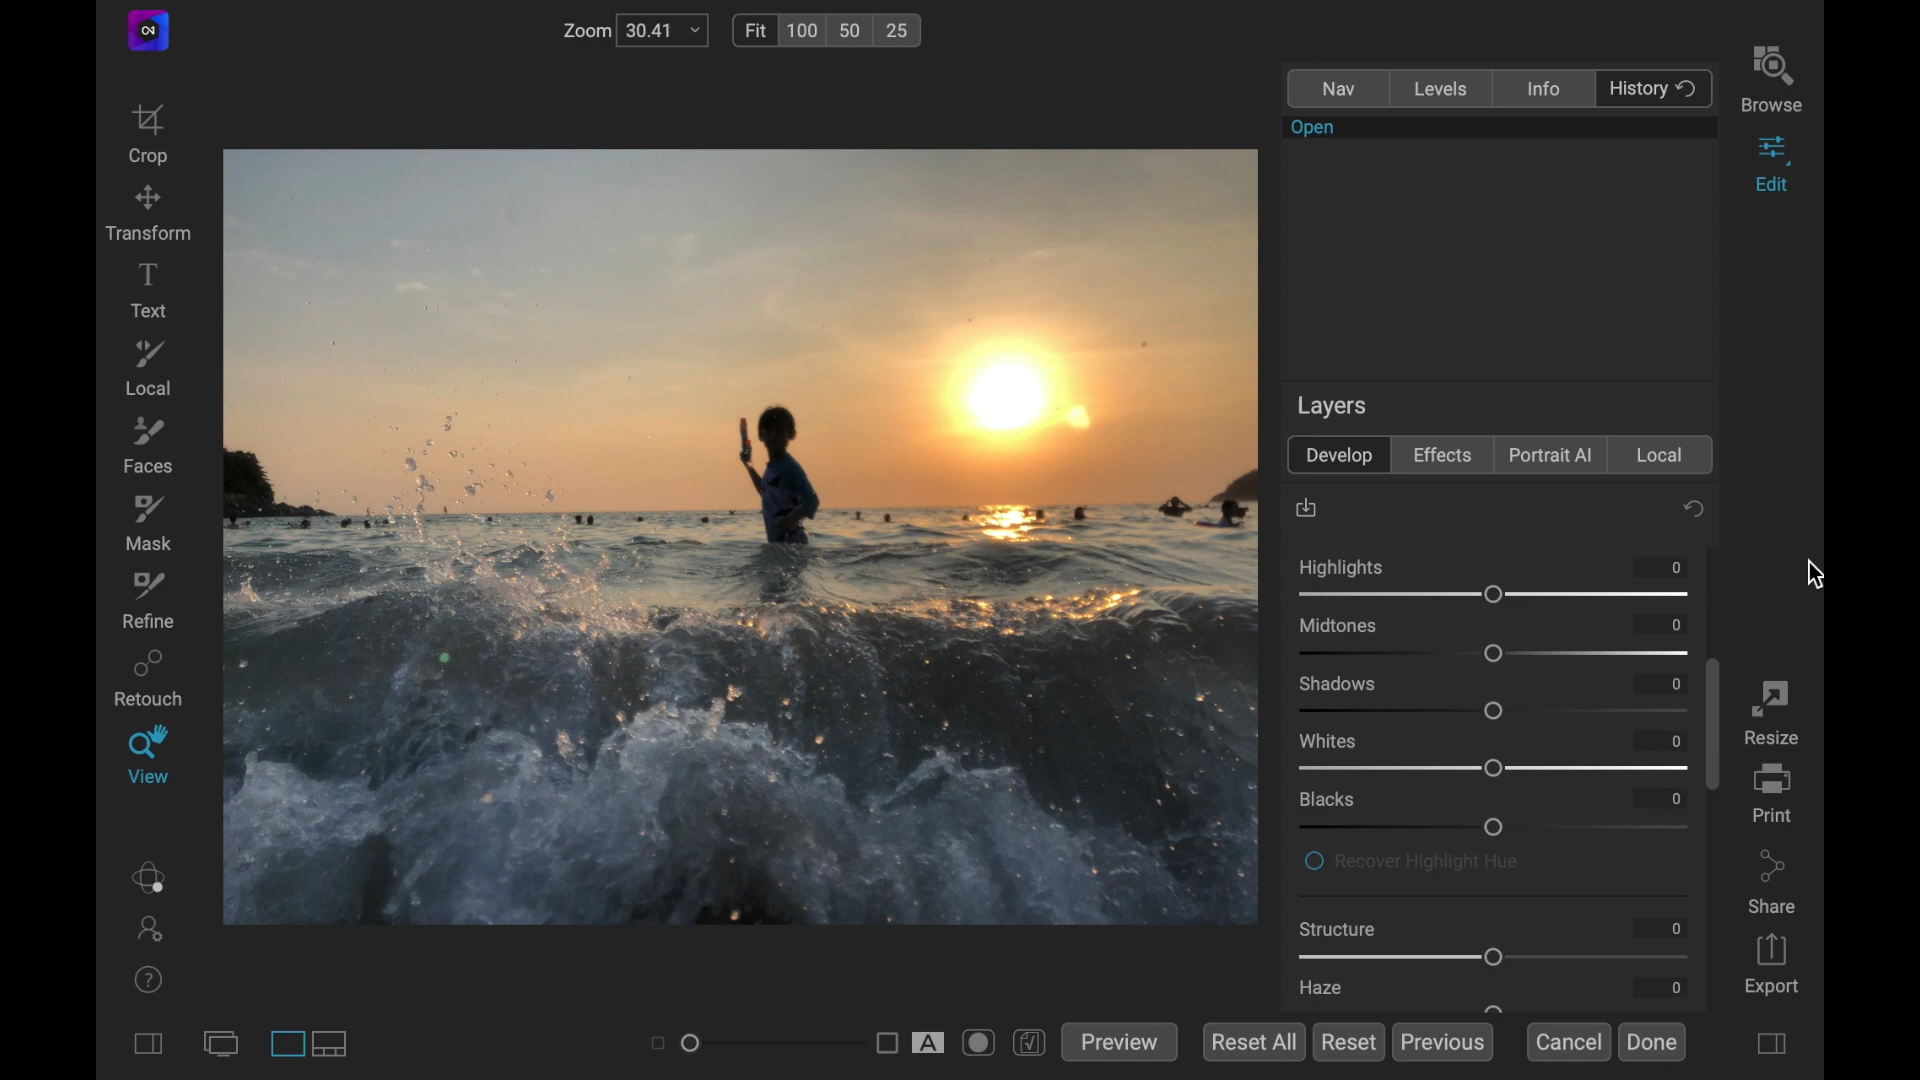 Zoom 30.41 Fit 100 50 25
Crop
Transform
Text
Local
Faces
Mask
Refine
Retouch
View
Nav Levels Info History
Open
Layers
Develop Effects Portrait AI Local
Highlights 0
Midtones 0
Shadows 0
Whites 0
Blacks 0
Recover Highlight Hue
Structure 0
Haze 0
Browse
Edit
Resize
Print
Share
Export
A Preview Reset All Reset Previous Cancel Done